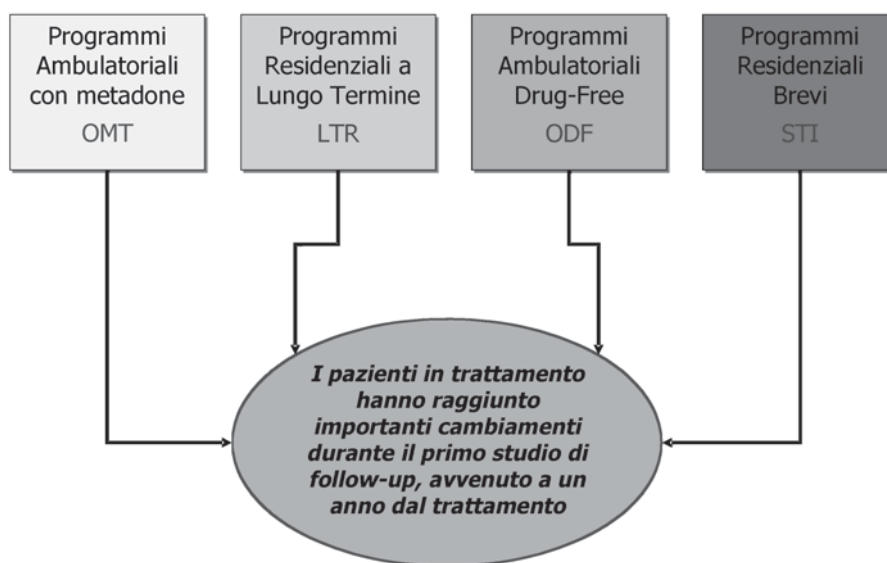 Programmi
Ambulatoriali
con metadone
OMT
Programmi
Residenziali a
Lungo Termine
LTR
Programmi
Ambulatoriali
Drug-Free
ODF
Programmi
Residenziali
Brevi
STI
I pazienti in trattamento
hanno raggiunto
importanti cambiamenti
durante il primo studio di
follow-up, avvenuto a un
anno dal trattamento